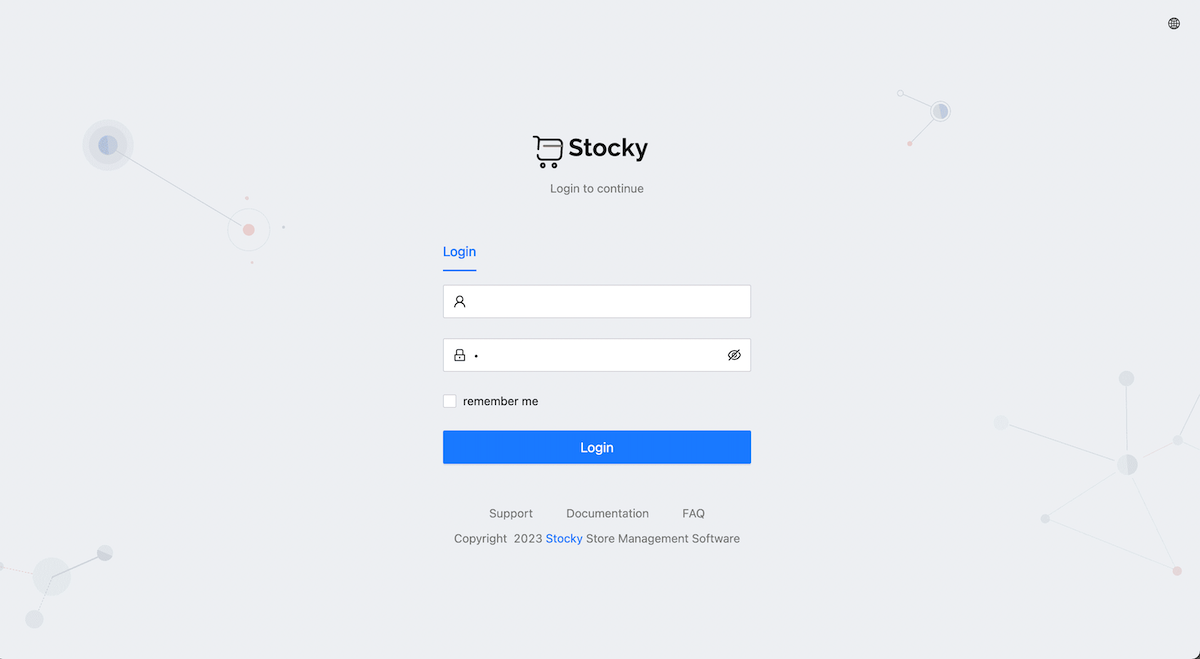 Stocky
Login to continue
Login
•
remember me
Login
Support Documentation FAQ
Copyright 2023 Stocky Store Management Software